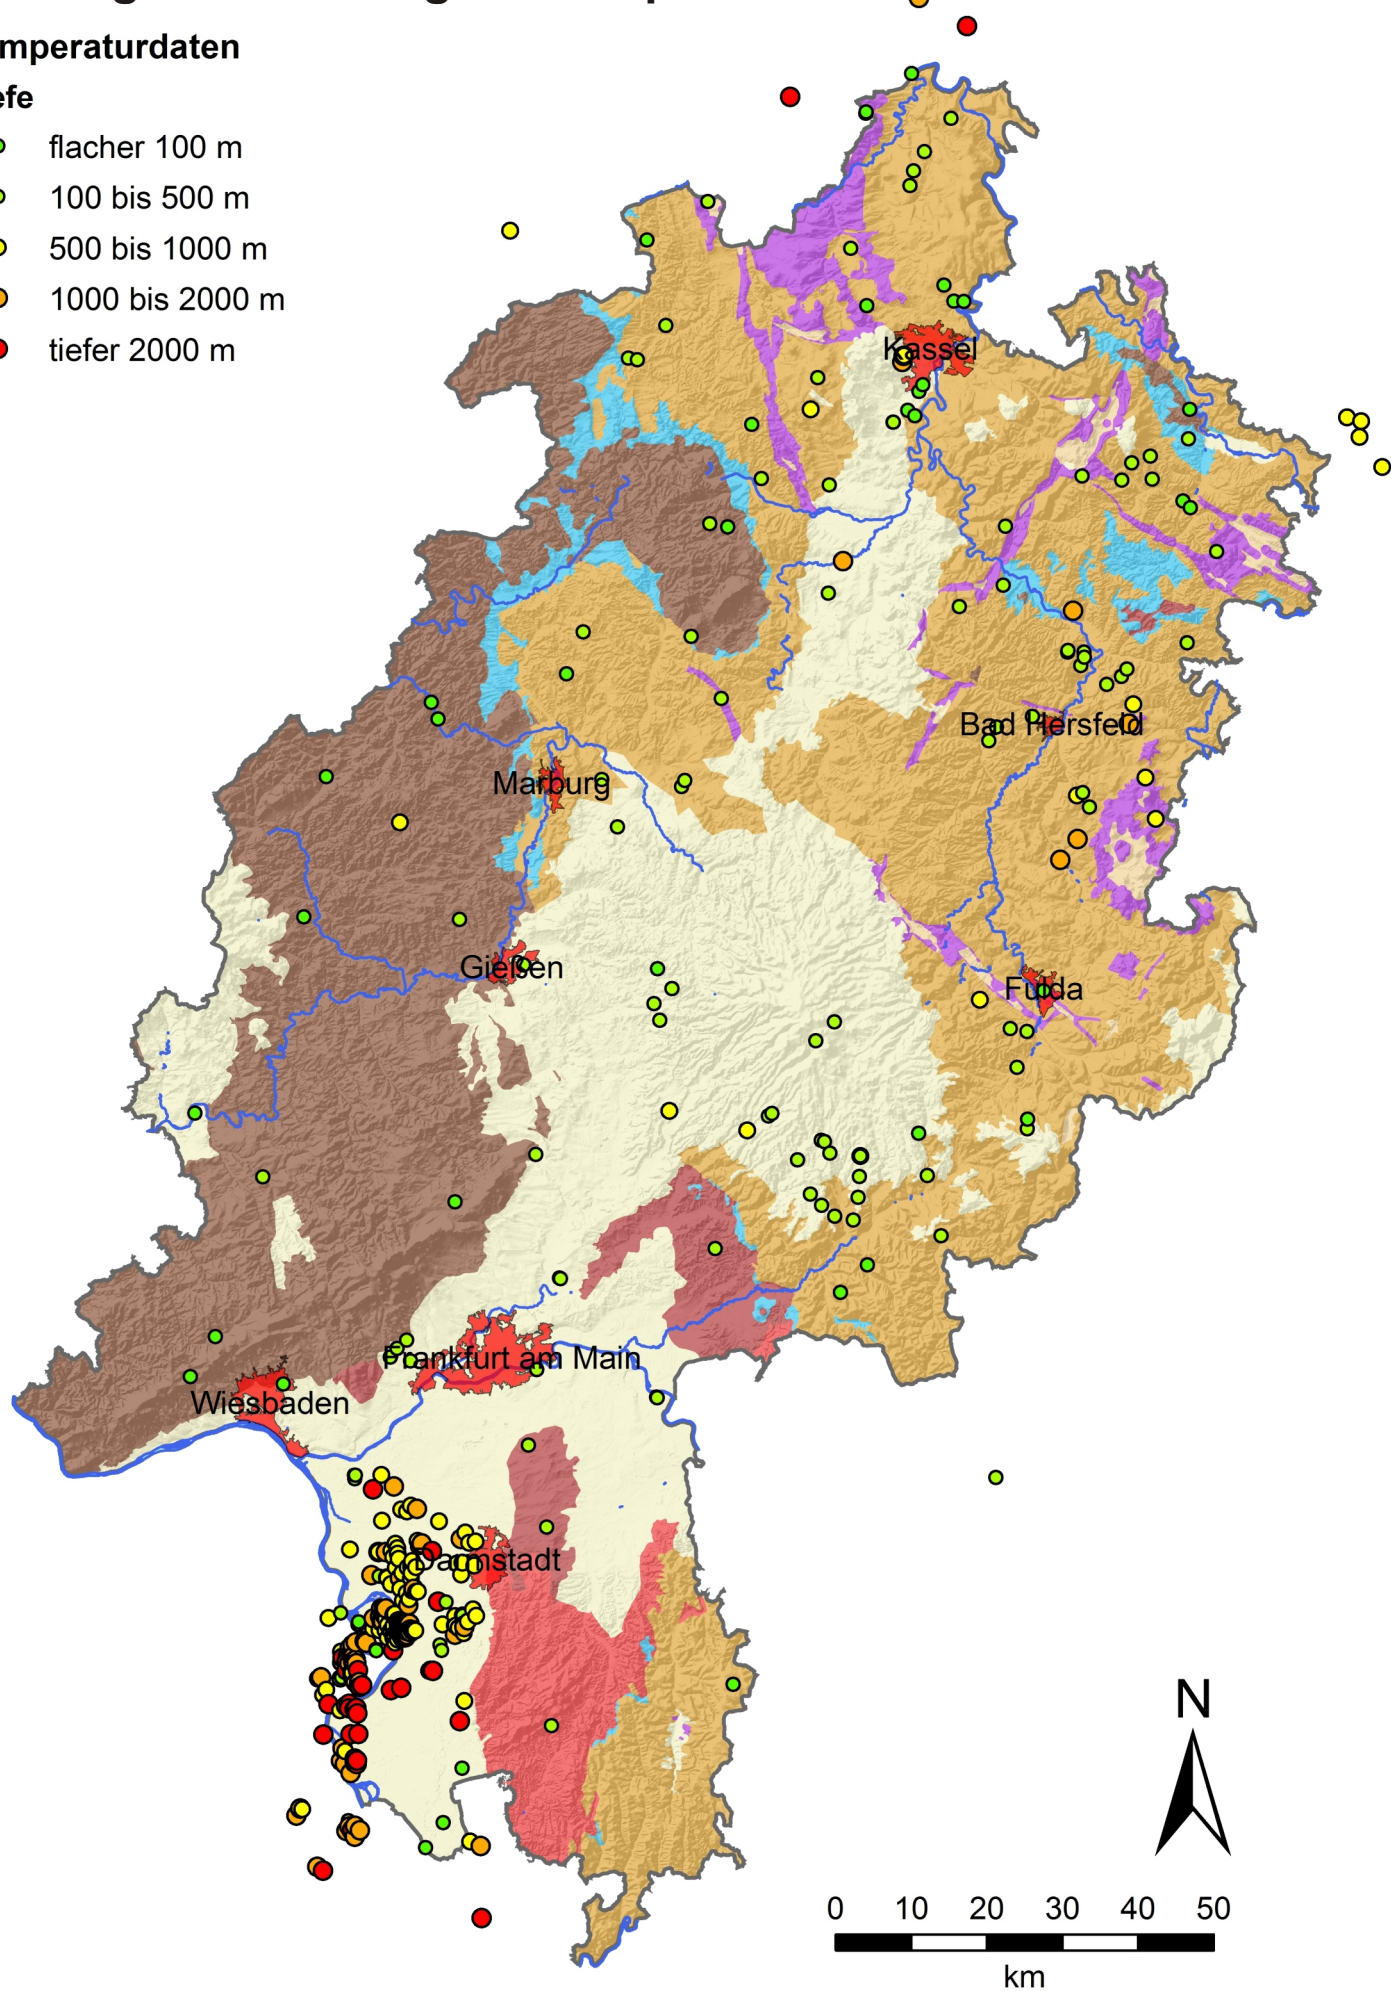 mperaturdaten
efe
flacher 100 m
100 bis 500 m
500 bis 1000 m
1000 bis 2000 m
tiefer 2000 m
Kassel
Bad Hersfeld
Marburg
Gießen
Fulda
Frankfurt am Main
Wiesbaden
Darmstadt
N
0 10 20 30 40 50
km